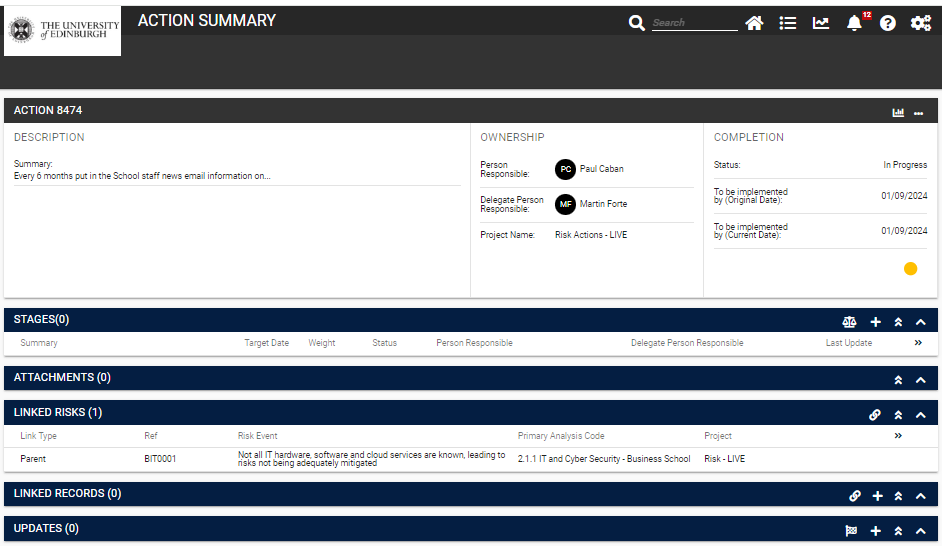 THE UNIVERSITY
of EDINBURGH
ACTION SUMMARY
Search
12
ACTION 8474
DESCRIPTION
Summary:
Every 6 months put in the School staff news email information on...
OWNERSHIP
Person
Responsible:
PC Paul Caban
Delegate Person
Responsible:
MF Martin Forte
Project Name: Risk Actions - LIVE
COMPLETION
Status: In Progress
To be implemented
by (Original Date): 01/09/2024
To be implemented
by (Current Date): 01/09/2024
STAGES(0)
Summary Target Date Weight Status Person Responsible Delegate Person Responsible Last Update
ATTACHMENTS (0)
LINKED RISKS (1)
Link Type Ref Risk Event Primary Analysis Code Project
Parent BIT0001 Not all IT hardware, software and cloud services are known, leading to
risks not being adequately mitigated 2.1.1 IT and Cyber Security - Business School Risk - LIVE
LINKED RECORDS (0)
UPDATES (0)